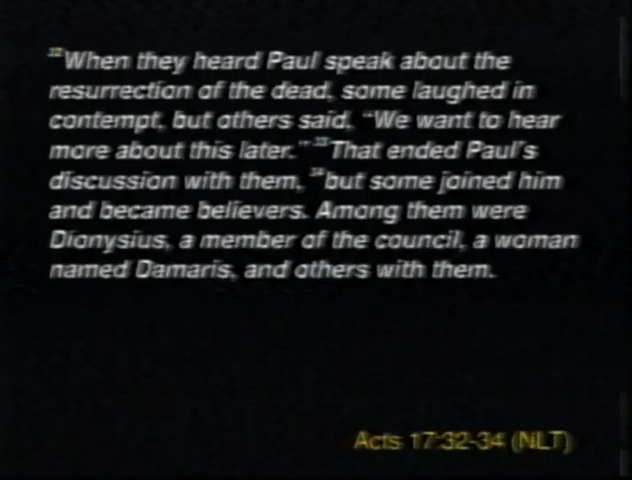 32When they heard Paul speak about the
resurrection of the dead, some laughed in
contempt, but others said, "We want to hear
more about this later." 33That ended Paul's
discussion with them, 34but some joined him
and became believers. Among them were
Dionysius, a member of the council, a woman
named Damaris, and others with them.
Acts 17:32-34 (NLT)